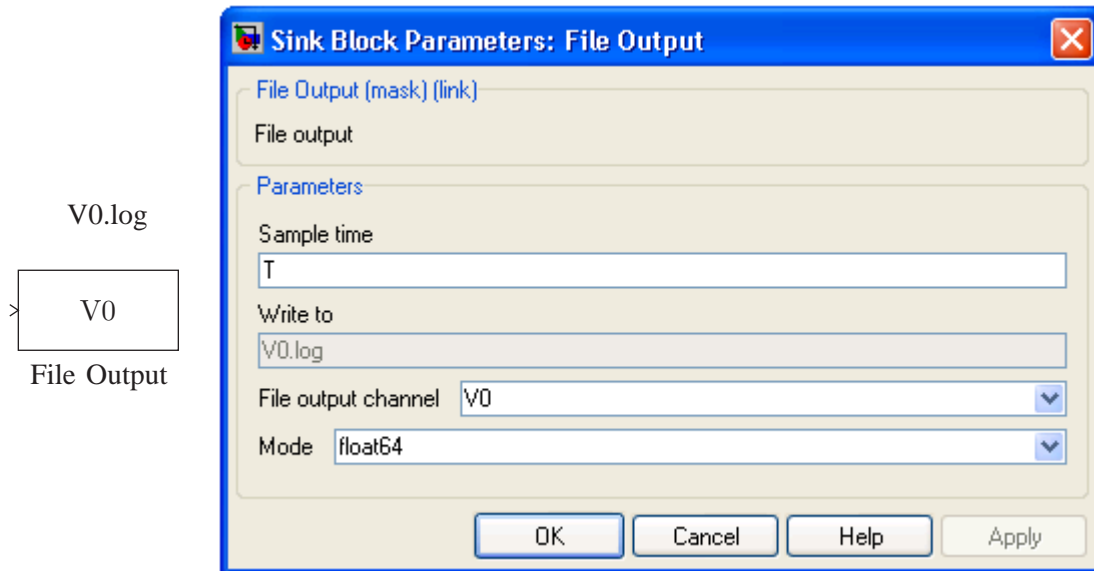 V0.log
V0
File Output
Sink Block Parameters: File Output
File Output (mask) (link)
File output
Parameters
Sample time
T
Write to
V0.log
File output channel V0
Mode float64
OK Cancel Help Apply